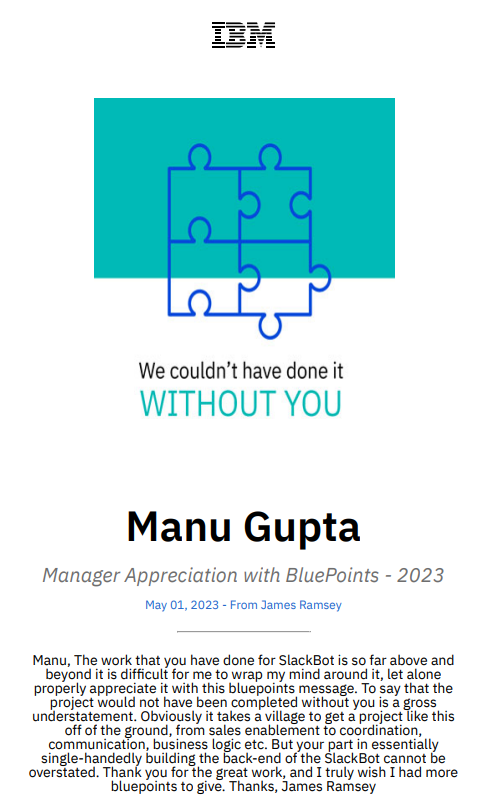 IBM
We couldn't have done it
WITHOUT YOU
Manu Gupta
Manager Appreciation with BluePoints - 2023
May 01, 2023 - From James Ramsey
Manu, The work that you have done for SlackBot is so far above and
beyond it is difficult for me to wrap my mind around it, let alone
properly appreciate it with this bluepoints message. To say that the
project would not have been completed without you is a gross
understatement. Obviously it takes a village to get a project like this
off of the ground, from sales enablement to coordination,
communication, business logic etc. But your part in essentially
single-handedly building the back-end of the SlackBot cannot be
overstated. Thank you for the great work, and I truly wish I had more
bluepoints to give. Thanks, James Ramsey